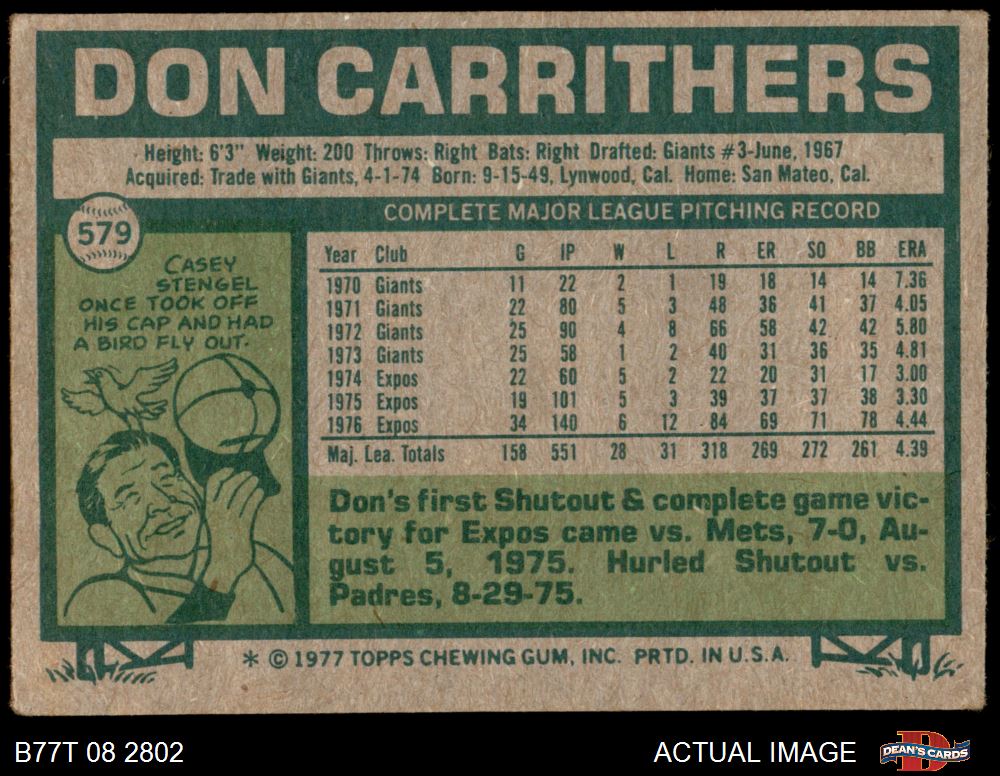 DON CARRITHERS
Height: 6'3" Weight: 200 Throws: Right Bats: Right Drafted: Giants #3-June, 1967
Acquired: Trade with Giants, 4-1-74 Born: 9-15-49, Lynwood, Cal. Home: San Mateo, Cal.
579
COMPLETE MAJOR LEAGUE PITCHING RECORD
CASEY
STENGEL
ONCE TOOK OFF
HIS CAP AND HAD
A BIRD FLY OUT.
Year Club G IP W L R ER SO BB ERA
1970 Giants 11 22 2 1 19 18 14 14 7.36
1971 Giants 22 80 5 3 48 36 41 37 4.05
1972 Giants 25 90 4 8 66 58 42 42 5.80
1973 Giants 25 58 1 2 40 31 36 35 4.81
1974 Expos 22 60 5 2 22 20 31 17 3.00
1975 Expos 19 101 5 3 39 37 37 38 3.30
1976 Expos 34 140 6 12 84 69 71 78 4.44
Maj. Lea. Totals 158 551 28 31 318 269 272 261 4.39
Don's first Shutout & complete game vic-
tory for Expos came vs. Mets, 7-0, Au-
gust 5, 1975. Hurled Shutout vs.
Padres, 8-29-75.
* © 1977 TOPPS CHEWING GUM, INC. PRTD. IN U.S.A.
B77T 08 2802
ACTUAL IMAGE
D
DEAN'S CARDS